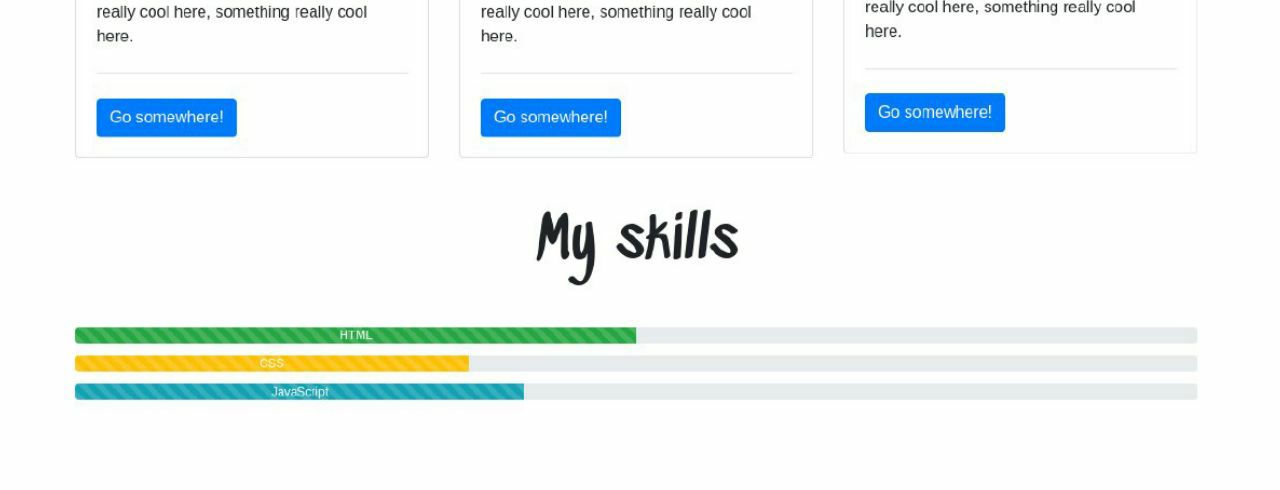 really cool here, something really cool
here.
Go somewhere!
really cool here, something really cool
here.
Go somewhere!
really cool here, something really cool
here.
Go somewhere!
My skills
HTML
CSS
JavaScript